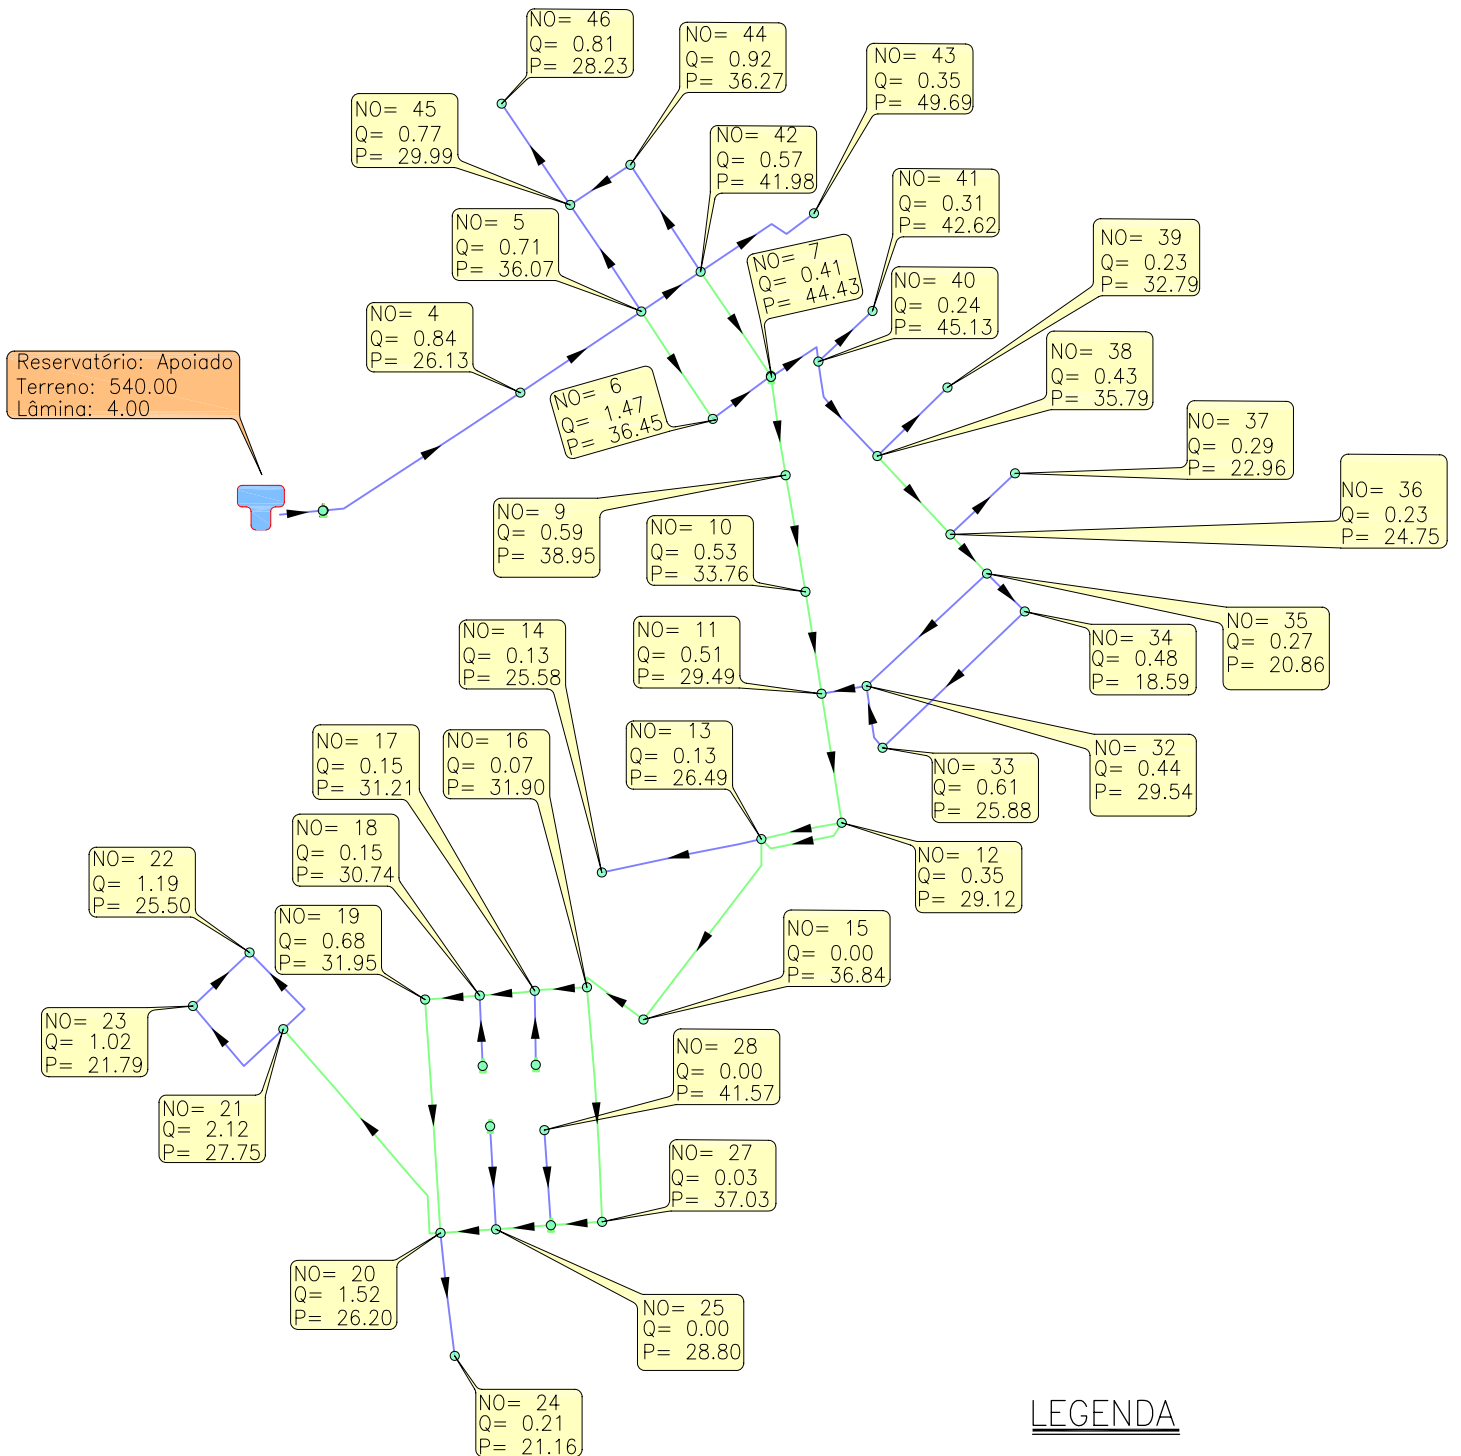 NO= 46
Q= 0.81
P= 28.23
NO= 44
Q= 0.92
P= 36.27
NO= 43
Q= 0.35
P= 49.69
NO= 45
Q= 0.77
P= 29.99
NO= 42
Q= 0.57
P= 41.98
NO= 41
Q= 0.31
P= 42.62
NO= 5
Q= 0.71
P= 36.07
NO= 7
Q= 0.41
P= 44.43
NO= 39
Q= 0.23
P= 32.79
NO= 40
Q= 0.24
P= 45.13
NO= 4
Q= 0.84
P= 26.13
Reservatório: Apoiado
Terreno: 540.00
Lâmina: 4.00
NO= 38
Q= 0.43
P= 35.79
NO= 6
Q= 1.47
P= 36.45
NO= 37
Q= 0.29
P= 22.96
NO= 36
Q= 0.23
P= 24.75
NO= 9
Q= 0.59
P= 38.95
NO= 10
Q= 0.53
P= 33.76
NO= 35
Q= 0.27
P= 20.86
NO= 14
Q= 0.13
P= 25.58
NO= 11
Q= 0.51
P= 29.49
NO= 34
Q= 0.48
P= 18.59
NO= 17
Q= 0.15
P= 31.21
NO= 16
Q= 0.07
P= 31.90
NO= 13
Q= 0.13
P= 26.49
NO= 33
Q= 0.61
P= 25.88
NO= 32
Q= 0.44
P= 29.54
NO= 18
Q= 0.15
P= 30.74
NO= 22
Q= 1.19
P= 25.50
NO= 12
Q= 0.35
P= 29.12
NO= 19
Q= 0.68
P= 31.95
NO= 15
Q= 0.00
P= 36.84
NO= 23
Q= 1.02
P= 21.79
NO= 28
Q= 0.00
P= 41.57
NO= 21
Q= 2.12
P= 27.75
NO= 27
Q= 0.03
P= 37.03
NO= 20
Q= 1.52
P= 26.20
NO= 25
Q= 0.00
P= 28.80
NO= 24
Q= 0.21
P= 21.16
LEGENDA